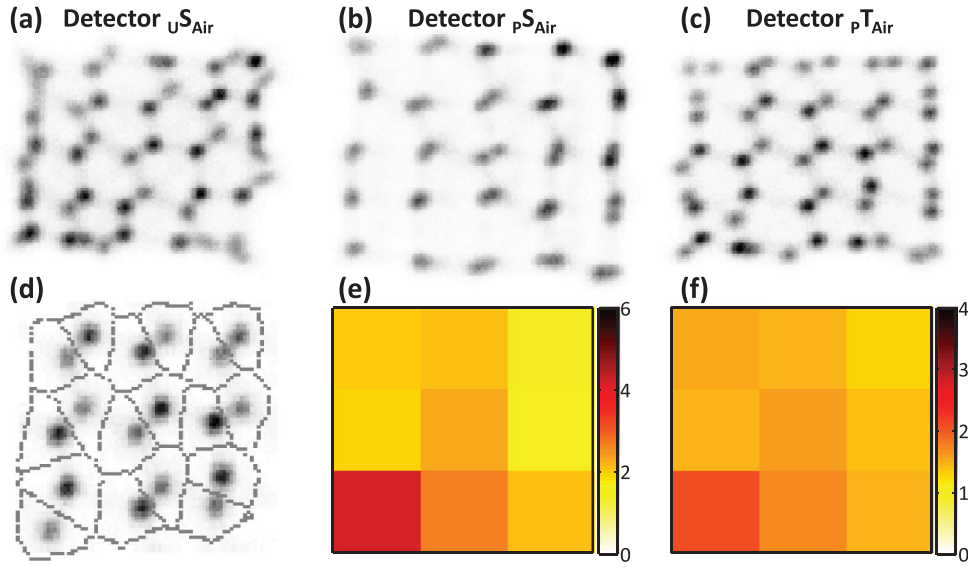 (a) Detector USAir
(b) Detector PSAir
(c) Detector PTAir
(d)
(e)
6
4
2
0
(f)
4
3
2
1
0